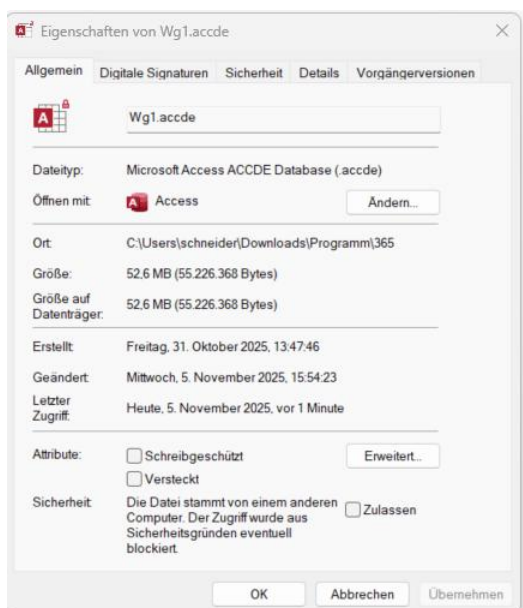 Eigenschaften von Wg1.accde
Allgemein Digitale Signaturen Sicherheit Details Vorgängerversionen
Wg1.accde
Dateityp: Microsoft Access ACCDE Database (.accde)
Öffnen mit: Access Ändern...
Ort: C:\Users\schneider\Downloads\Programm\365
Größe: 52,6 MB (55.226.368 Bytes)
Größe auf
Datenträger: 52,6 MB (55.226.368 Bytes)
Erstellt: Freitag, 31. Oktober 2025, 13:47:46
Geändert: Mittwoch, 5. November 2025, 15:54:23
Letzter
Zugriff: Heute, 5. November 2025, vor 1 Minute
Attribute: Schreibgeschützt Erweitert...
Versteckt
Sicherheit: Die Datei stammt von einem anderen
Computer. Der Zugriff wurde aus Zulassen
Sicherheitsgründen eventuell
blockiert.
OK Abbrechen Übernehmen